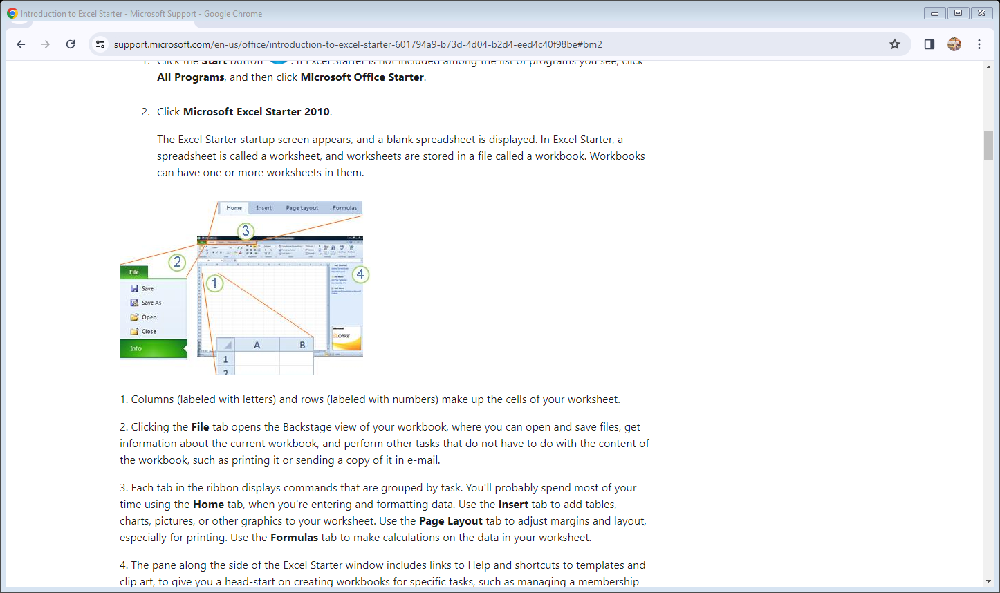 Introduction to Excel Starter - Microsoft Support - Google Chrome
support.microsoft.com/en-us/office/introduction-to-excel-starter-601794a9-b73d-4d04-b2d4-eed4c40f98be#bm2
1. Click the Start button . If Excel Starter is not included among the list of programs you see, click
All Programs, and then click Microsoft Office Starter.
2. Click Microsoft Excel Starter 2010.
The Excel Starter startup screen appears, and a blank spreadsheet is displayed. In Excel Starter, a
spreadsheet is called a worksheet, and worksheets are stored in a file called a workbook. Workbooks
can have one or more worksheets in them.
Home Insert Page Layout Formulas
3
2
File
4
1
Save
Save As
Open
Close
Info
Microsoft
Office
A B
1
2
1. Columns (labeled with letters) and rows (labeled with numbers) make up the cells of your worksheet.
2. Clicking the File tab opens the Backstage view of your workbook, where you can open and save files, get
information about the current workbook, and perform other tasks that do not have to do with the content of
the workbook, such as printing it or sending a copy of it in e-mail.
3. Each tab in the ribbon displays commands that are grouped by task. You'll probably spend most of your
time using the Home tab, when you're entering and formatting data. Use the Insert tab to add tables,
charts, pictures, or other graphics to your worksheet. Use the Page Layout tab to adjust margins and layout,
especially for printing. Use the Formulas tab to make calculations on the data in your worksheet.
4. The pane along the side of the Excel Starter window includes links to Help and shortcuts to templates and
clip art, to give you a head-start on creating workbooks for specific tasks, such as managing a membership